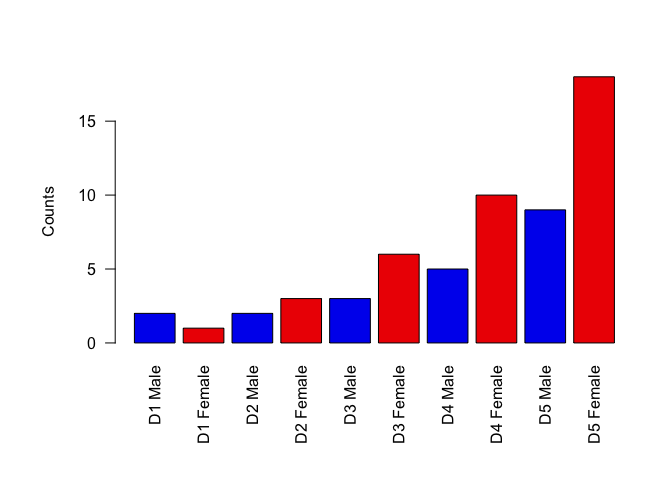 Counts
15
10
5
0
D1 Male
D1 Female
D2 Male
D2 Female
D3 Male
D3 Female
D4 Male
D4 Female
D5 Male
D5 Female